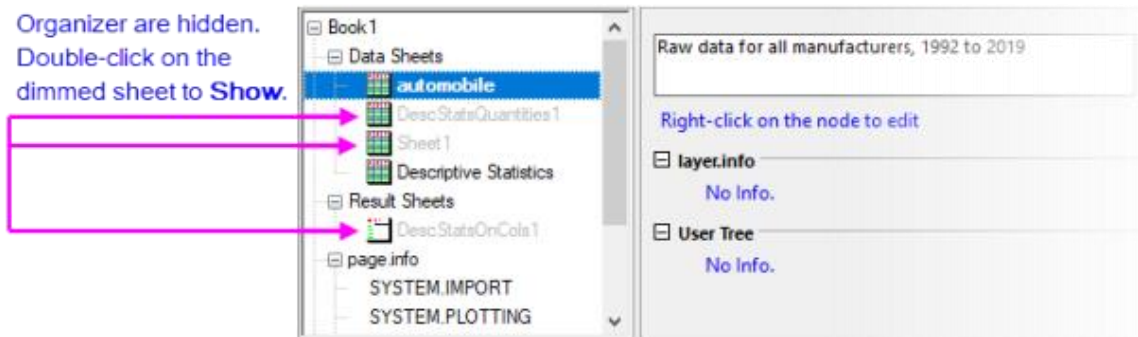 Organizer are hidden.
Double-click on the
dimmed sheet to Show.
Book1
Data Sheets
automobile
DescStatsQuantities1
Sheet1
Descriptive Statistics
Result Sheets
DescStatsOnCols1
page.info
SYSTEM.IMPORT
SYSTEM.PLOTTING
Raw data for all manufacturers, 1992 to 2019
Right-click on the node to edit
layer.info
No Info.
User Tree
No Info.